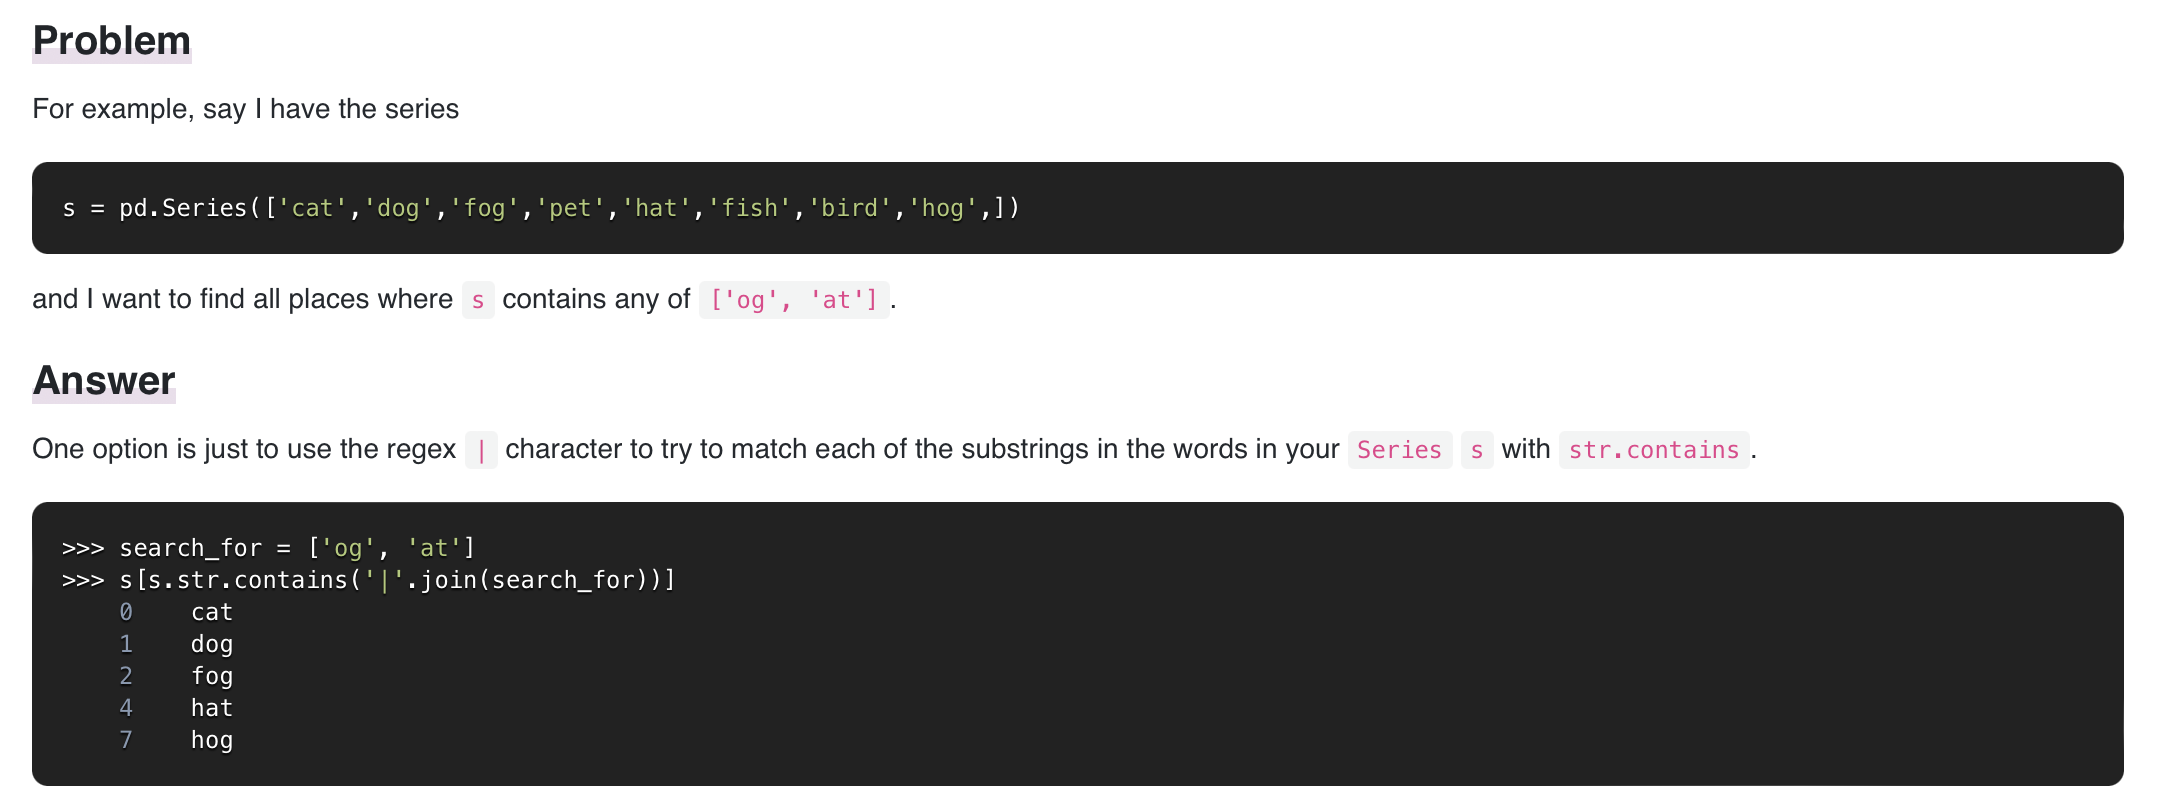 Problem
For example, say I have the series
s = pd.Series(['cat','dog','fog','pet','hat','fish','bird','hog',])
and I want to find all places where s contains any of ['og', 'at'].
Answer
One option is just to use the regex | character to try to match each of the substrings in the words in your Series s with str.contains.
>>> search_for = ['og', 'at']
>>> s[s.str.contains('|'.join(search_for))]
0    cat
1    dog
2    fog
4    hat
7    hog